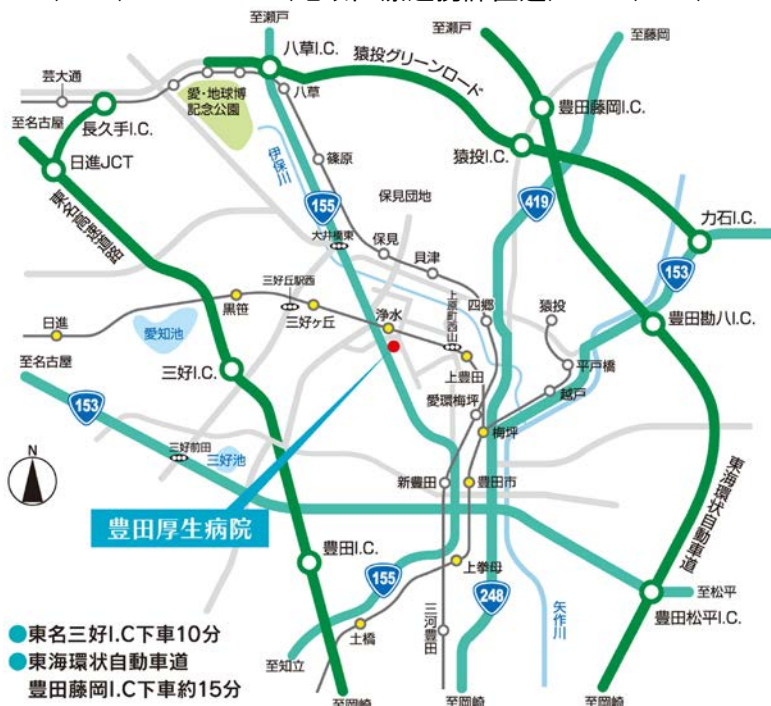 至瀬戸
八草I.C.
猿投グリーンロード
至瀬戸
至藤岡
芸大通
愛・地球博
記念公園
八草
豊田藤岡I.C.
至名古屋
長久手I.C.
日進JCT
伊保川
篠原
猿投I.C.
155
保見団地
419
力石I.C.
東名高速道路
大井橋東
保見
貝津
153
三好丘駅西
日進
黒笹
三好ヶ丘
浄水
上原町西山
四郷
猿投
豊田勘八I.C.
愛知池
至名古屋
三好I.C.
上豊田
平戸橋
越戸
愛環梅坪
梅坪
153
三好前田
三好池
N
新豊田
豊田市
東海環状自動車道
豊田厚生病院
豊田I.C.
上挙母
155
248
至松平
豊田松平I.C.
三河豊田
矢作川
土橋
至知立
至岡崎
至岡崎
至岡崎
●東名三好I.C下車10分
●東海環状自動車道
豊田藤岡I.C下車約15分